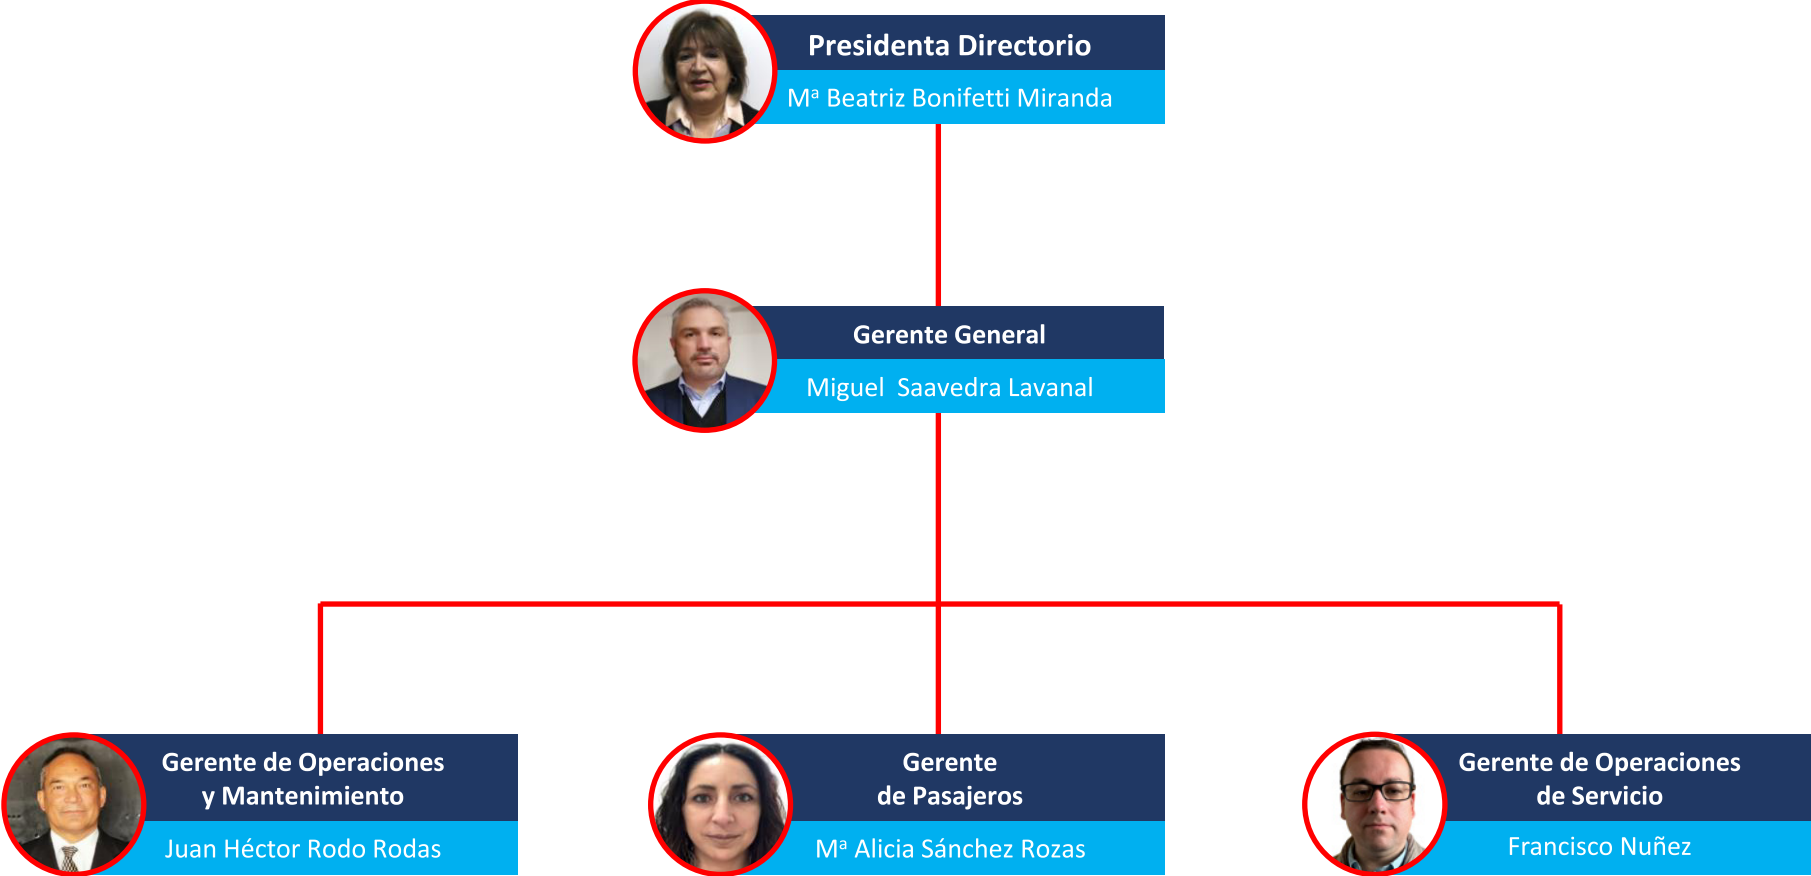 Presidenta Directorio
Mª Beatriz Bonifetti Miranda
Gerente General
Miguel  Saavedra Lavanal
Gerente de Operaciones
y Mantenimiento
Juan Héctor Rodo Rodas
Gerente
de Pasajeros
Mª Alicia Sánchez Rozas
Gerente de Operaciones
de Servicio
Francisco Nuñez